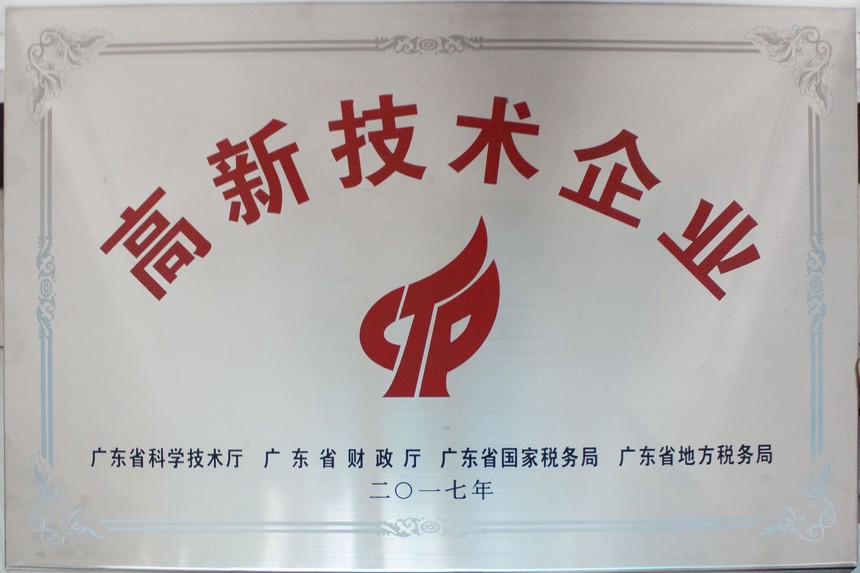 高新技术企业
广东省科学技术厅 广东省财政厅 广东省国家税务局 广东省地方税务局
二〇一七年